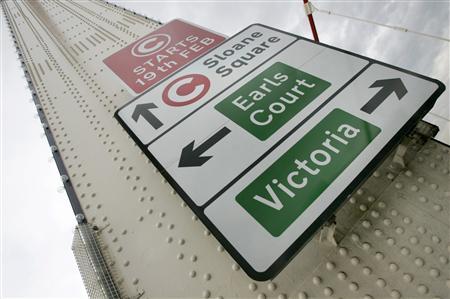 C
STARTS
19th FEB
C Sloane
Square
Earls
Court
Victoria